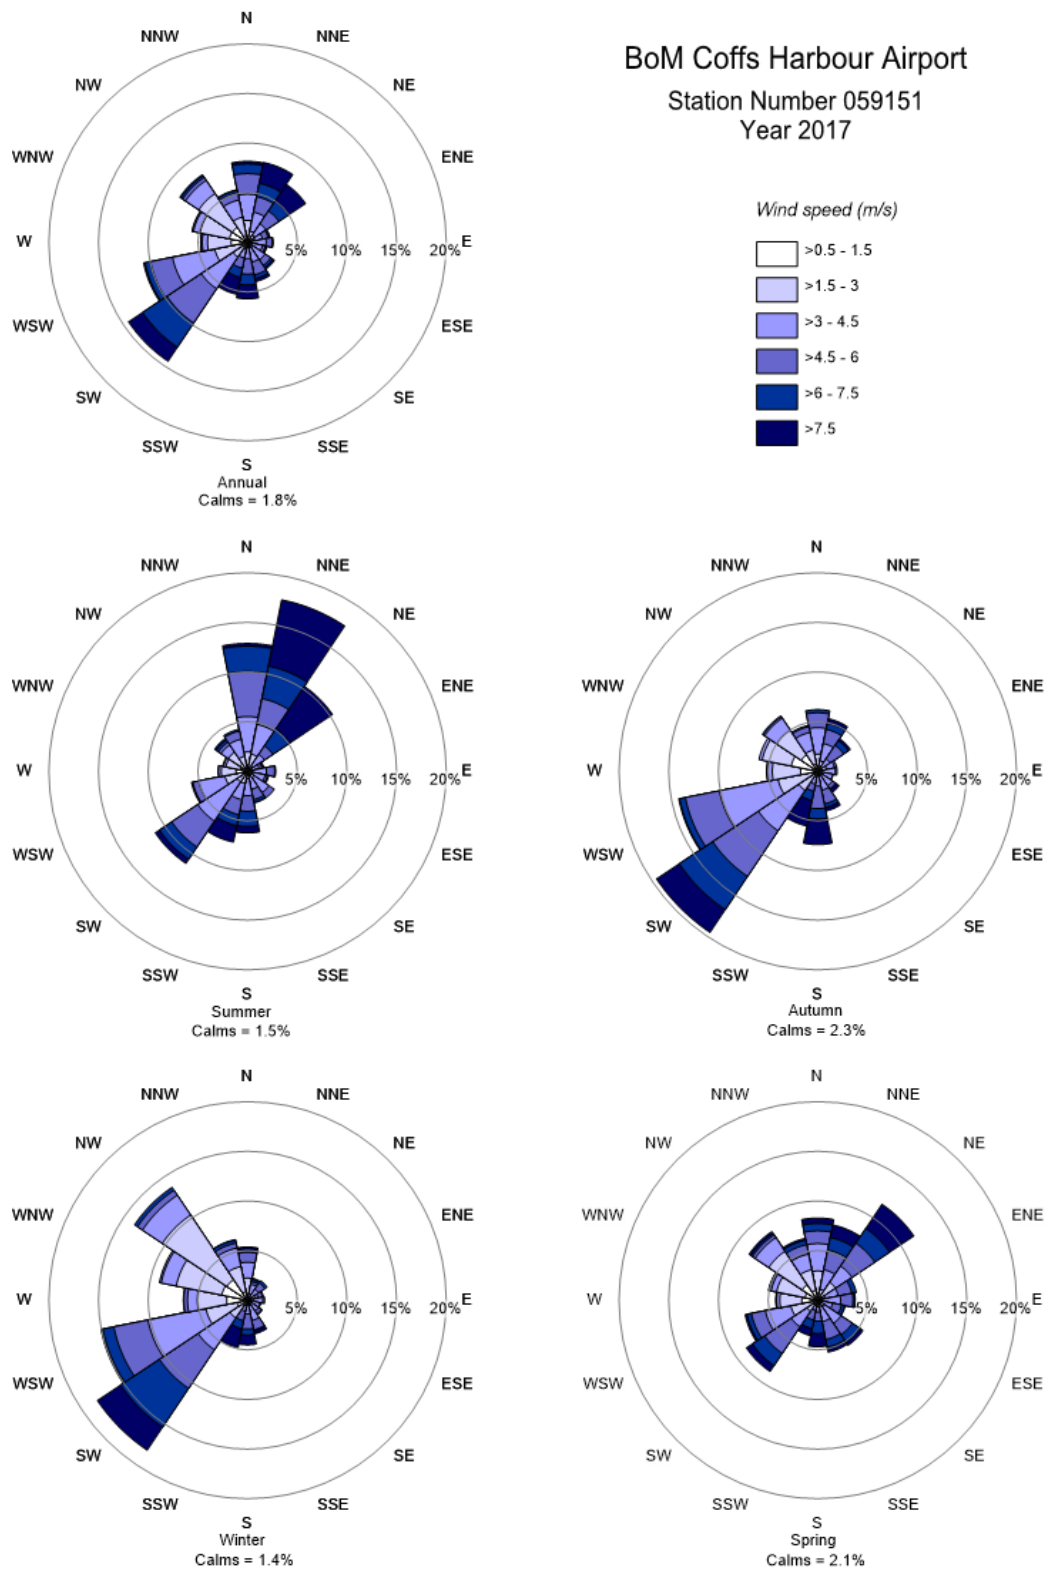 BoM Coffs Harbour Airport
Station Number 059151
Year 2017
Wind speed (m/s)
>0.5 - 1.5
>1.5 - 3
>3 - 4.5
>4.5 - 6
>6 - 7.5
>7.5
N
NNW NNE
NW NE
WNW ENE
W 5% 10% 15% 20% E
WSW ESE
SW SE
SSW SSE
S
Annual
Calms = 1.8%
N
NNW NNE
NW NE
WNW ENE
W 5% 10% 15% 20% E
WSW ESE
SW SE
SSW SSE
S
Summer
Calms = 1.5%
N
NNW NNE
NW NE
WNW ENE
W 5% 10% 15% 20% E
WSW ESE
SW SE
SSW SSE
S
Autumn
Calms = 2.3%
N
NNW NNE
NW NE
WNW ENE
W 5% 10% 15% 20% E
WSW ESE
SW SE
SSW SSE
S
Winter
Calms = 1.4%
N
NNW NNE
NW NE
WNW ENE
W 5% 10% 15% 20% E
WSW ESE
SW SE
SSW SSE
S
Spring
Calms = 2.1%